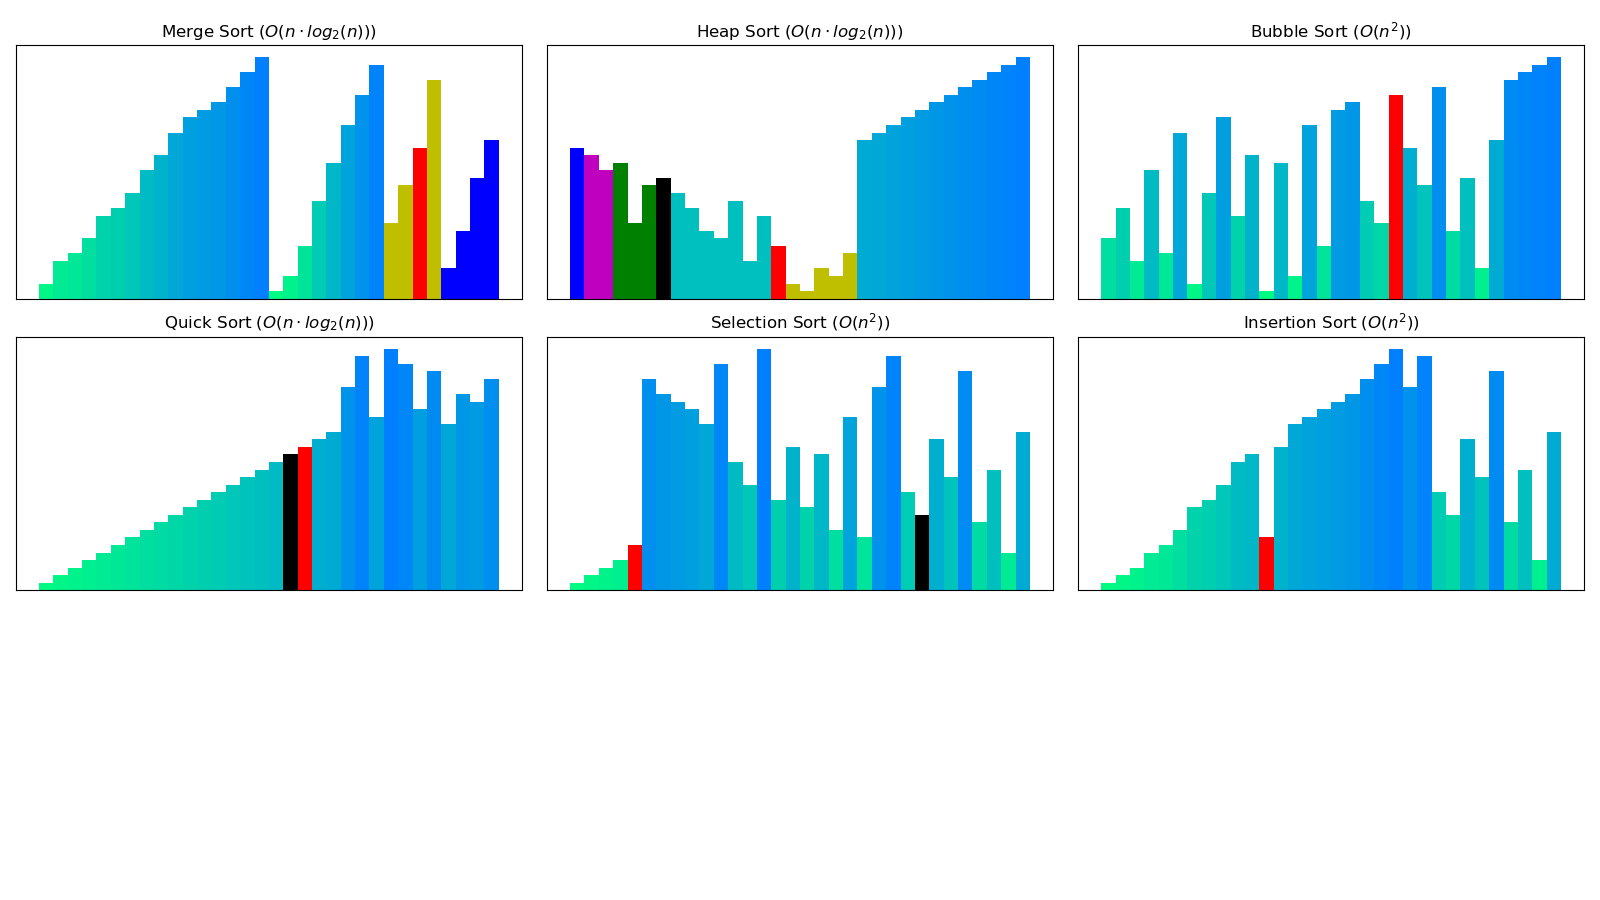 Merge Sort (O(n · log₂(n)))
Heap Sort (O(n · log₂(n)))
Bubble Sort (O(n²))
Quick Sort (O(n · log₂(n)))
Selection Sort (O(n²))
Insertion Sort (O(n²))